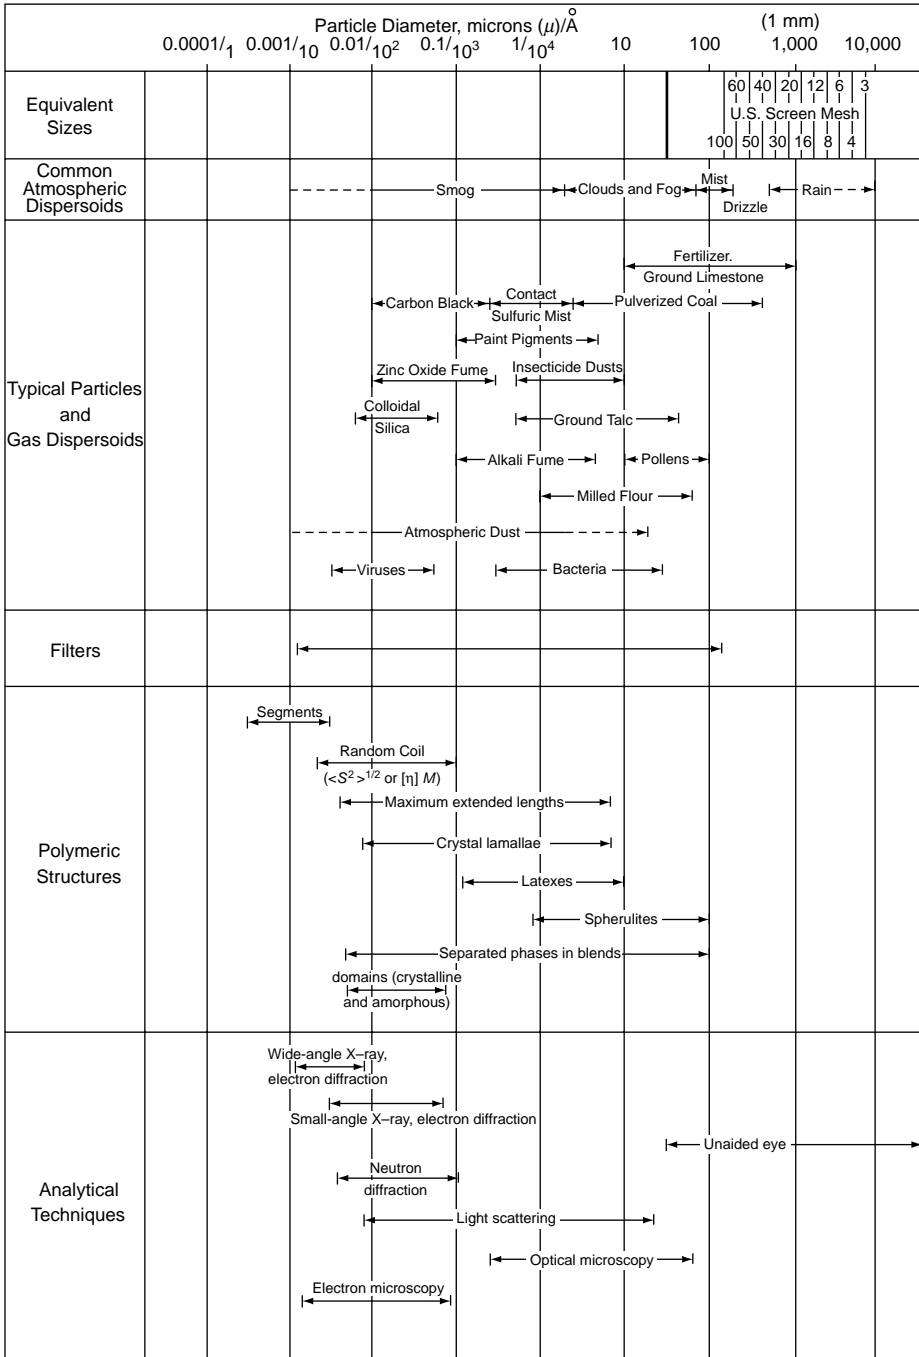 Particle Diameter, microns (μ)/Å
(1 mm)
0.0001/1 0.001/10 0.01/10² 0.1/10³ 1/10⁴ 10 100 1,000 10,000
Equivalent
Sizes
60 40 20 12 6 3
U.S. Screen Mesh
100 50 30 16 8 4
Common
Atmospheric
Dispersoids
Smog
Clouds and Fog
Mist
Drizzle
Rain
Typical Particles
and
Gas Dispersoids
Fertilizer.
Ground Limestone
Carbon Black
Contact
Sulfuric Mist
Pulverized Coal
Paint Pigments
Zinc Oxide Fume
Insecticide Dusts
Colloidal
Silica
Ground Talc
Alkali Fume
Pollens
Milled Flour
Atmospheric Dust
Viruses
Bacteria
Filters
Polymeric
Structures
Segments
Random Coil
(<S²>¹/² or [η] M)
Maximum extended lengths
Crystal lamallae
Latexes
Spherulites
Separated phases in blends
domains (crystalline
and amorphous)
Analytical
Techniques
Wide-angle X–ray,
electron diffraction
Small-angle X–ray, electron diffraction
Unaided eye
Neutron
diffraction
Light scattering
Optical microscopy
Electron microscopy